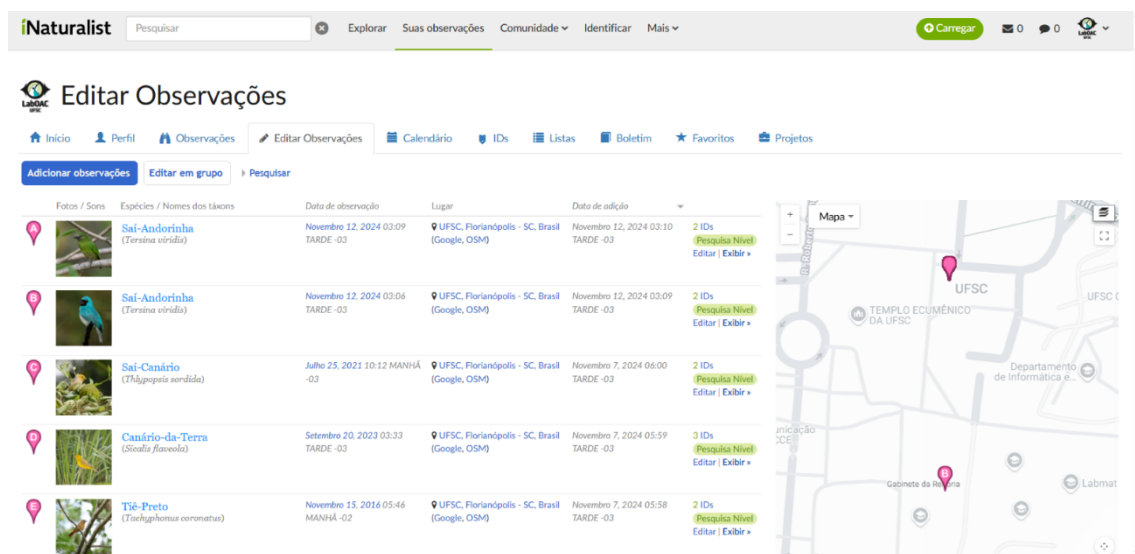 iNaturalist Pesquisar Explorar Suas observações Comunidade Identificar Mais Carregar 0 0
LabOAC
UFSC
Editar Observações
Início Perfil Observações Editar Observações Calendário IDs Listas Boletim Favoritos Projetos
Adicionar observações Editar em grupo Pesquisar
Fotos / Sons Espécies / Nomes dos táxons Data de observação Lugar Data de adição
A Saí-Andorinha Novembro 12, 2024 03:09 UFSC, Florianópolis - SC, Brasil Novembro 12, 2024 03:10 2 IDs
(Tersina viridis) TARDE -03 (Google, OSM) TARDE -03 Pesquisa Nível
Editar | Exibir »
B Saí-Andorinha Novembro 12, 2024 03:06 UFSC, Florianópolis - SC, Brasil Novembro 12, 2024 03:09 2 IDs
(Tersina viridis) TARDE -03 (Google, OSM) TARDE -03 Pesquisa Nível
Editar | Exibir »
C Saí-Canário Julho 25, 2021 10:12 MANHÃ UFSC, Florianópolis - SC, Brasil Novembro 7, 2024 06:00 2 IDs
(Thlypopsis sordida) -03 (Google, OSM) TARDE -03 Pesquisa Nível
Editar | Exibir »
D Canário-da-Terra Setembro 20, 2023 03:33 UFSC, Florianópolis - SC, Brasil Novembro 7, 2024 05:59 3 IDs
(Sicalis flaveola) TARDE -03 (Google, OSM) TARDE -03 Pesquisa Nível
Editar | Exibir »
E Tiê-Preto Novembro 15, 2016 05:46 UFSC, Florianópolis - SC, Brasil Novembro 7, 2024 05:58 2 IDs
(Tachyphonus coronatus) MANHÃ -02 (Google, OSM) TARDE -03 Pesquisa Nível
Editar | Exibir »
+ Mapa
-
UFSC
UFSC
TEMPLO ECUMÊNICO
DA UFSC
Departamento
de Informática e...
Gabinete da Reitoria
B
Labmat